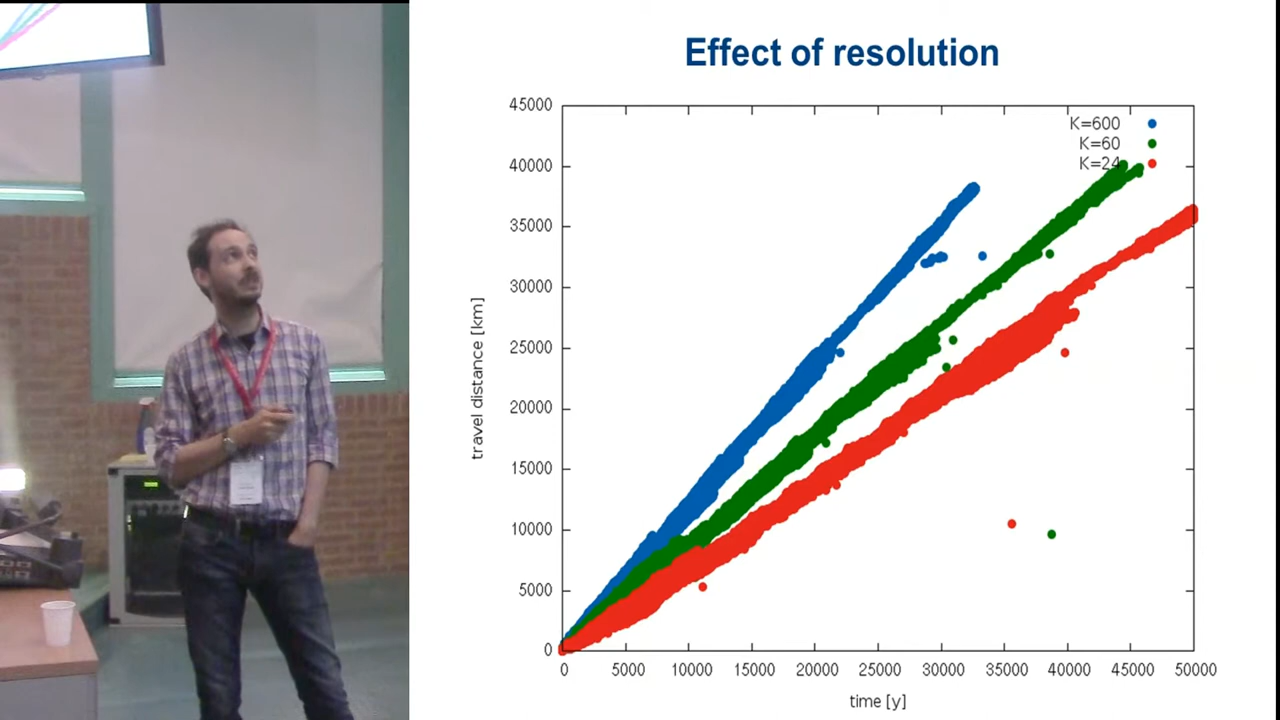 Effect of resolution
45000
40000
35000
30000
25000
20000
15000
10000
5000
0
travel distance [km]
K=600
K=60
K=24
0 5000 10000 15000 20000 25000 30000 35000 40000 45000 50000
time [y]